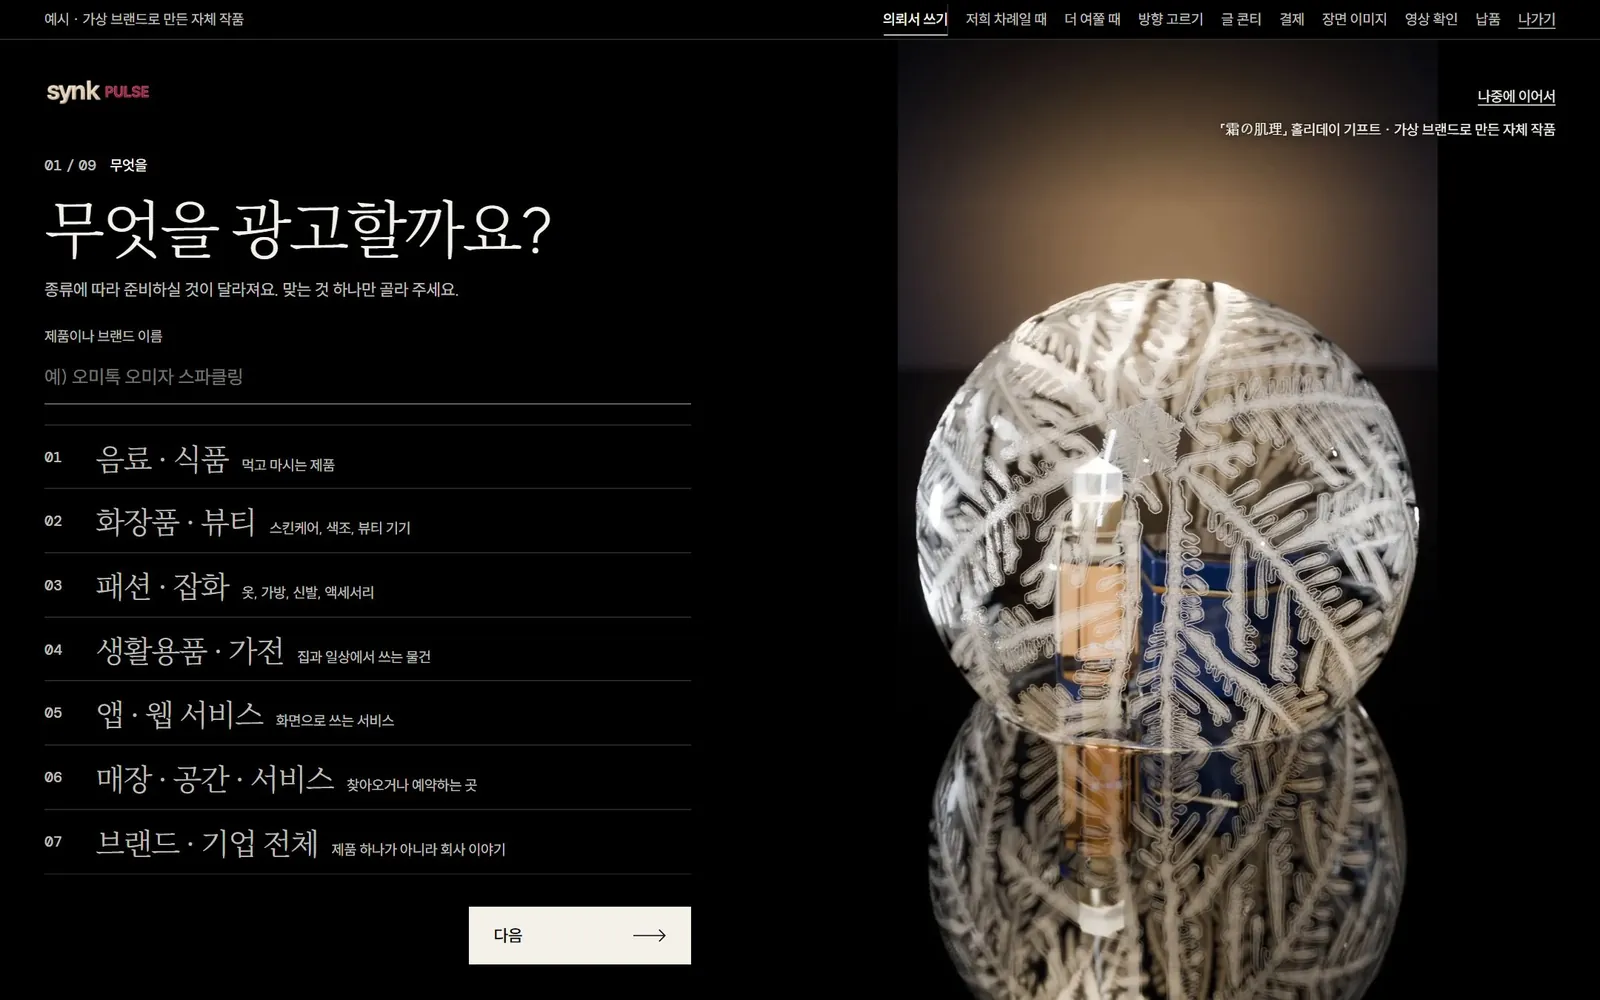 예시 · 가상 브랜드로 만든 자체 작품
의뢰서 쓰기 저희 차례일 때 더 여쭐 때 방향 고르기 글 콘티 결제 장면 이미지 영상 확인 납품 나가기
synk PULSE
나중에 이어서
「霜の肌理」 홀리데이 기프트 · 가상 브랜드로 만든 자체 작품
01 / 09 무엇을
무엇을 광고할까요?
종류에 따라 준비하실 것이 달라져요. 맞는 것 하나만 골라 주세요.
제품이나 브랜드 이름
예) 오미톡 오미자 스파클링
01 음료 · 식품 먹고 마시는 제품
02 화장품 · 뷰티 스킨케어, 색조, 뷰티 기기
03 패션 · 잡화 옷, 가방, 신발, 액세서리
04 생활용품 · 가전 집과 일상에서 쓰는 물건
05 앱 · 웹 서비스 화면으로 쓰는 서비스
06 매장 · 공간 · 서비스 찾아오거나 예약하는 곳
07 브랜드 · 기업 전체 제품 하나가 아니라 회사 이야기
다음